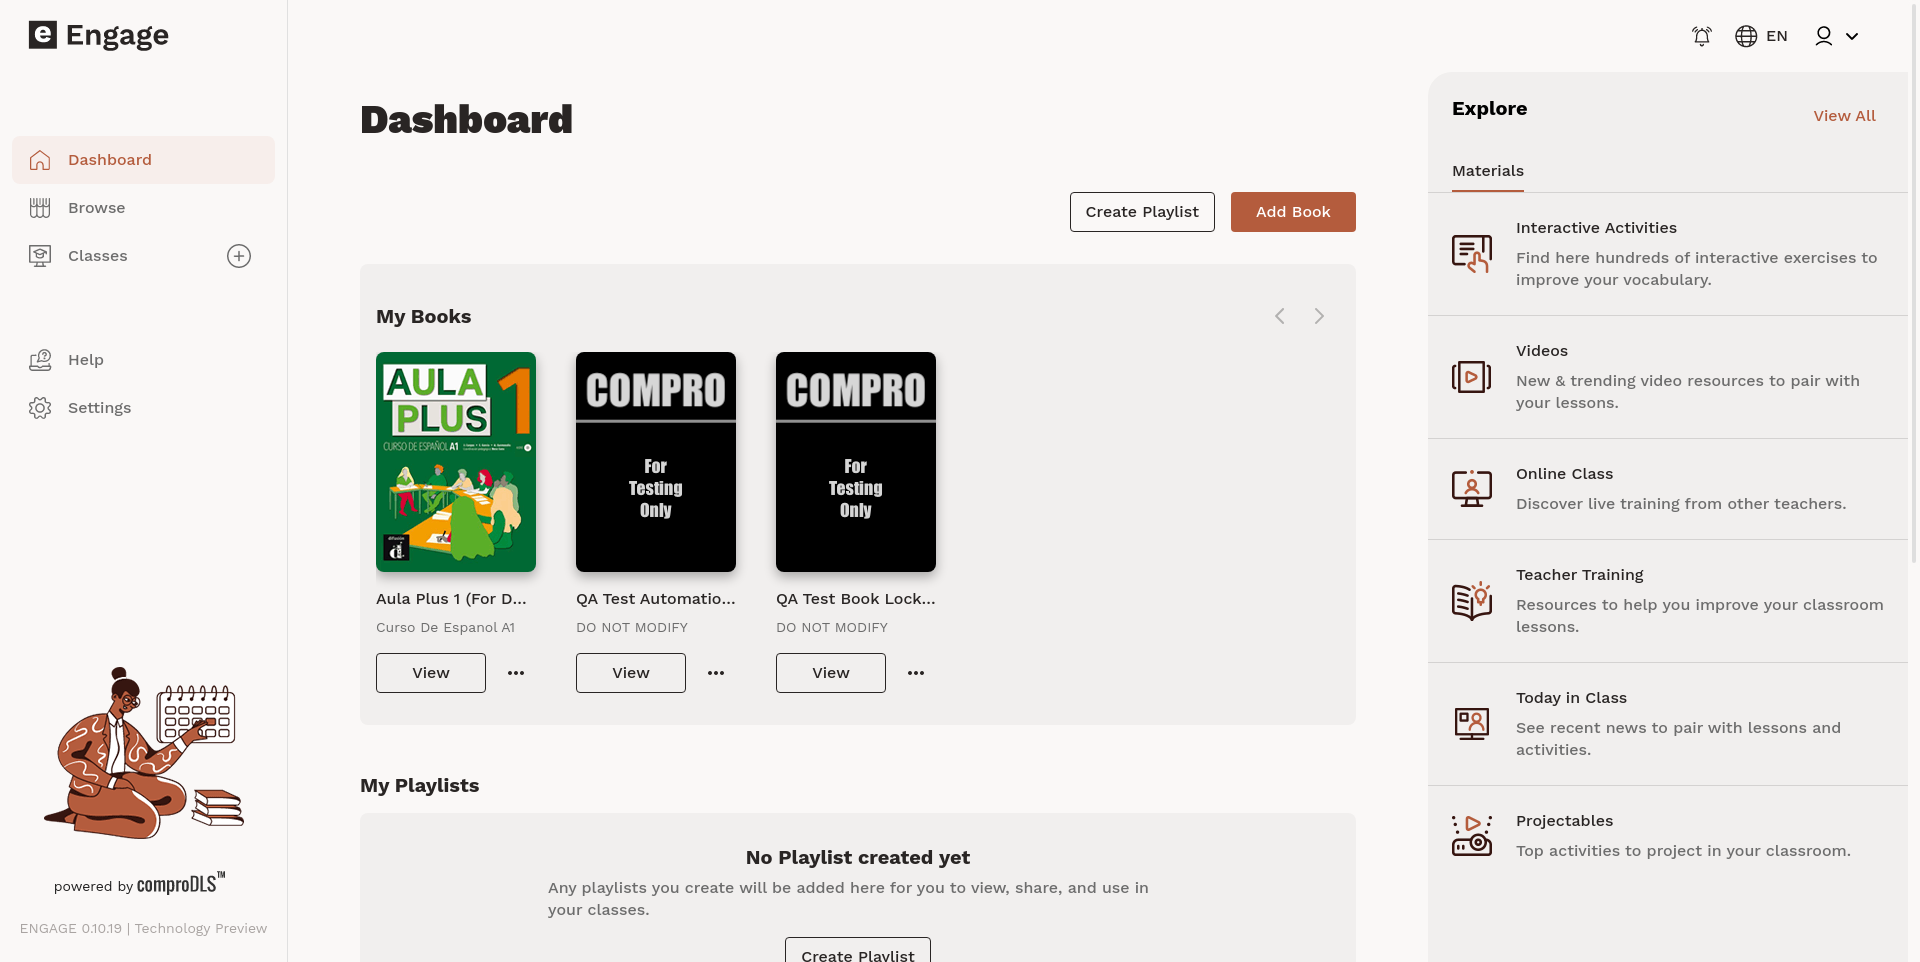 e Engage
Dashboard
Browse
Classes
Help
Settings
powered by comproDLS™
ENGAGE 0.10.19 | Technology Preview
EN
Dashboard
Create Playlist
Add Book
My Books
AULA
PLUS 1
CURSO DE ESPAÑOL A1
COMPRO
For
Testing
Only
COMPRO
For
Testing
Only
Aula Plus 1 (For D...
Curso De Espanol A1
View
QA Test Automatio...
DO NOT MODIFY
View
QA Test Book Lock...
DO NOT MODIFY
View
My Playlists
No Playlist created yet
Any playlists you create will be added here for you to view, share, and use in
your classes.
Create Playlist
Explore
View All
Materials
Interactive Activities
Find here hundreds of interactive exercises to
improve your vocabulary.
Videos
New & trending video resources to pair with
your lessons.
Online Class
Discover live training from other teachers.
Teacher Training
Resources to help you improve your classroom
lessons.
Today in Class
See recent news to pair with lessons and
activities.
Projectables
Top activities to project in your classroom.